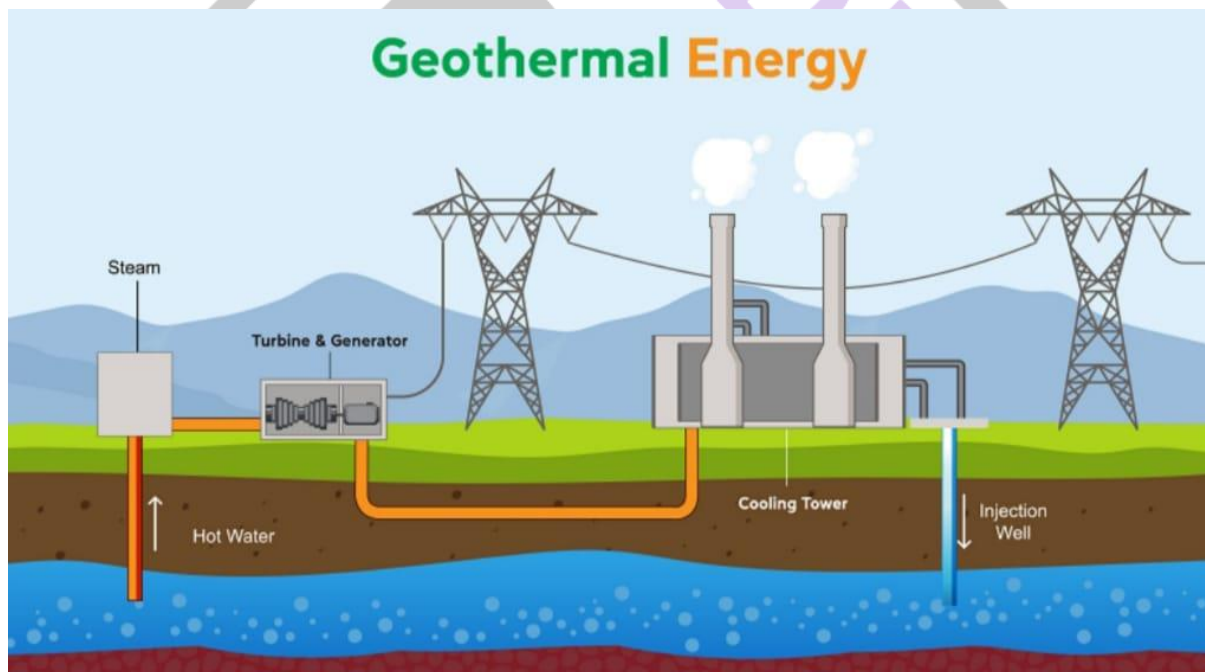 Geothermal Energy
Steam
Turbine & Generator
Cooling Tower
Hot Water
Injection
Well